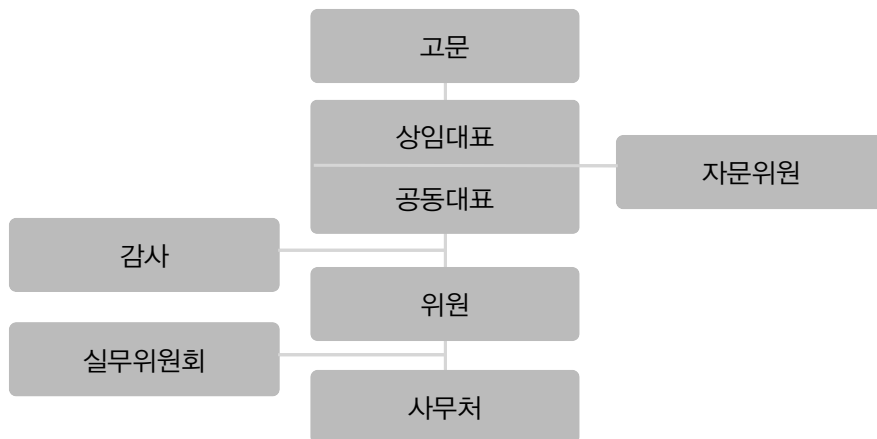 고문
상임대표
자문위원
공동대표
감사
위원
실무위원회
사무처